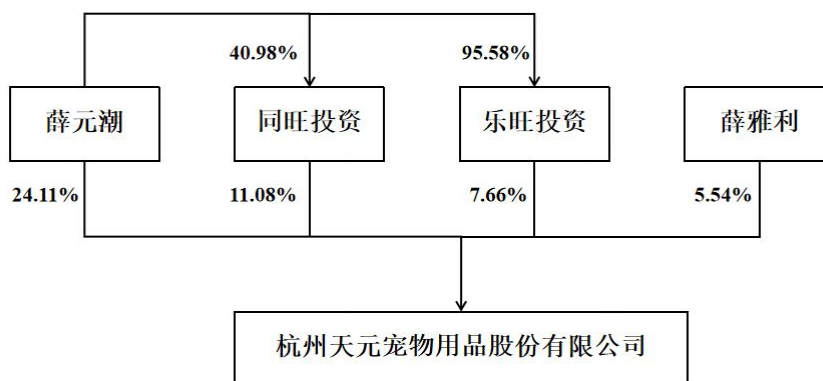 40.98% 95.58%
薛元潮 同旺投资 乐旺投资 薛雅利
24.11% 11.08% 7.66% 5.54%
杭州天元宠物用品股份有限公司